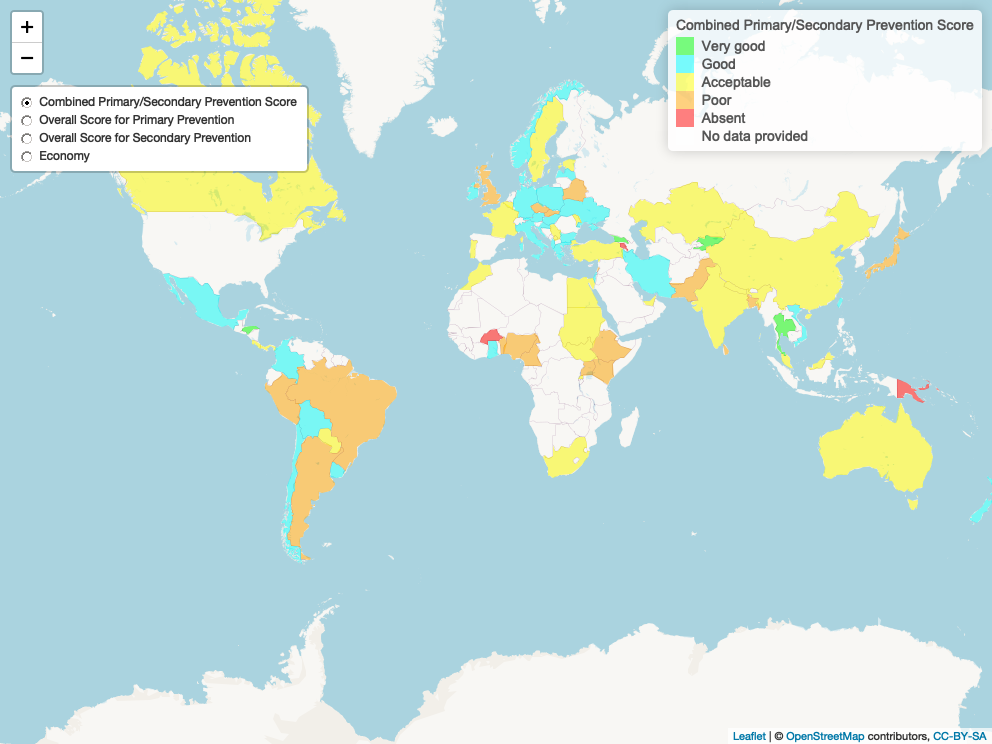 +
−
Combined Primary/Secondary Prevention Score
Overall Score for Primary Prevention
Overall Score for Secondary Prevention
Economy
Combined Primary/Secondary Prevention Score
Very good
Good
Acceptable
Poor
Absent
No data provided
Leaflet | © OpenStreetMap contributors, CC-BY-SA